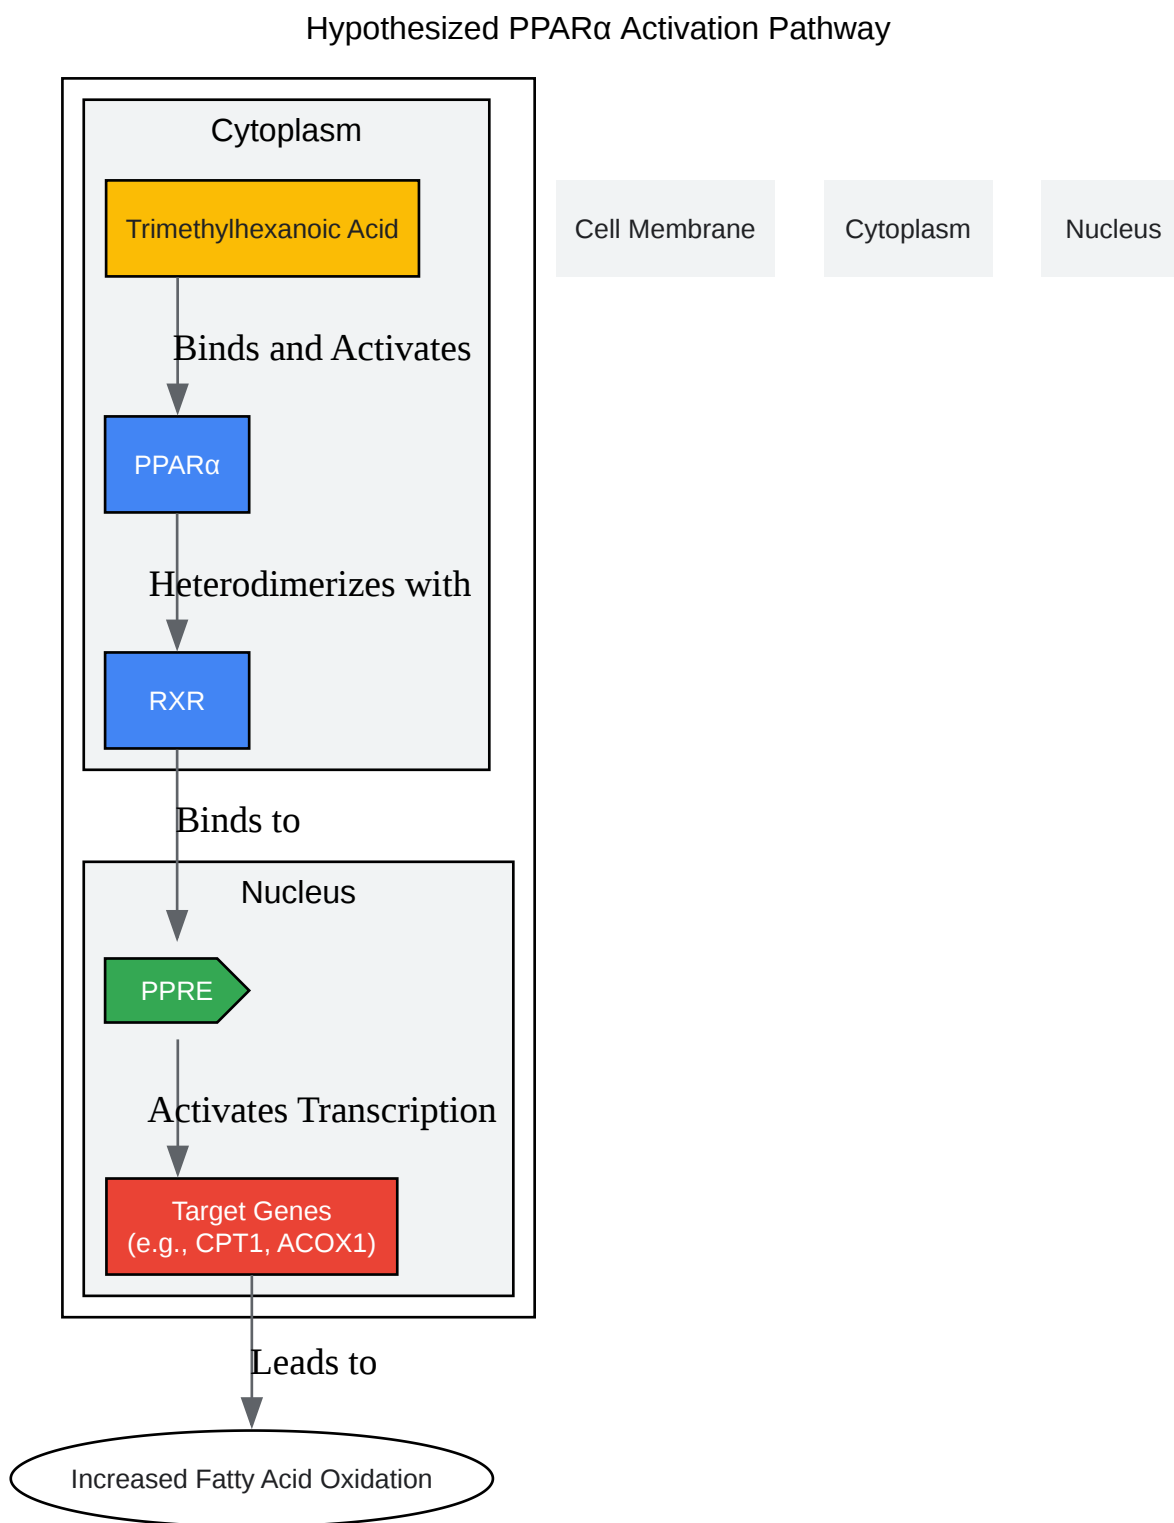 Hypothesized PPARα Activation Pathway
Cytoplasm
Trimethylhexanoic Acid
Cell Membrane
Cytoplasm
Nucleus
Binds and Activates
PPARα
Heterodimerizes with
RXR
Binds to
Nucleus
PPRE
Activates Transcription
Target Genes
(e.g., CPT1, ACOX1)
Leads to
Increased Fatty Acid Oxidation